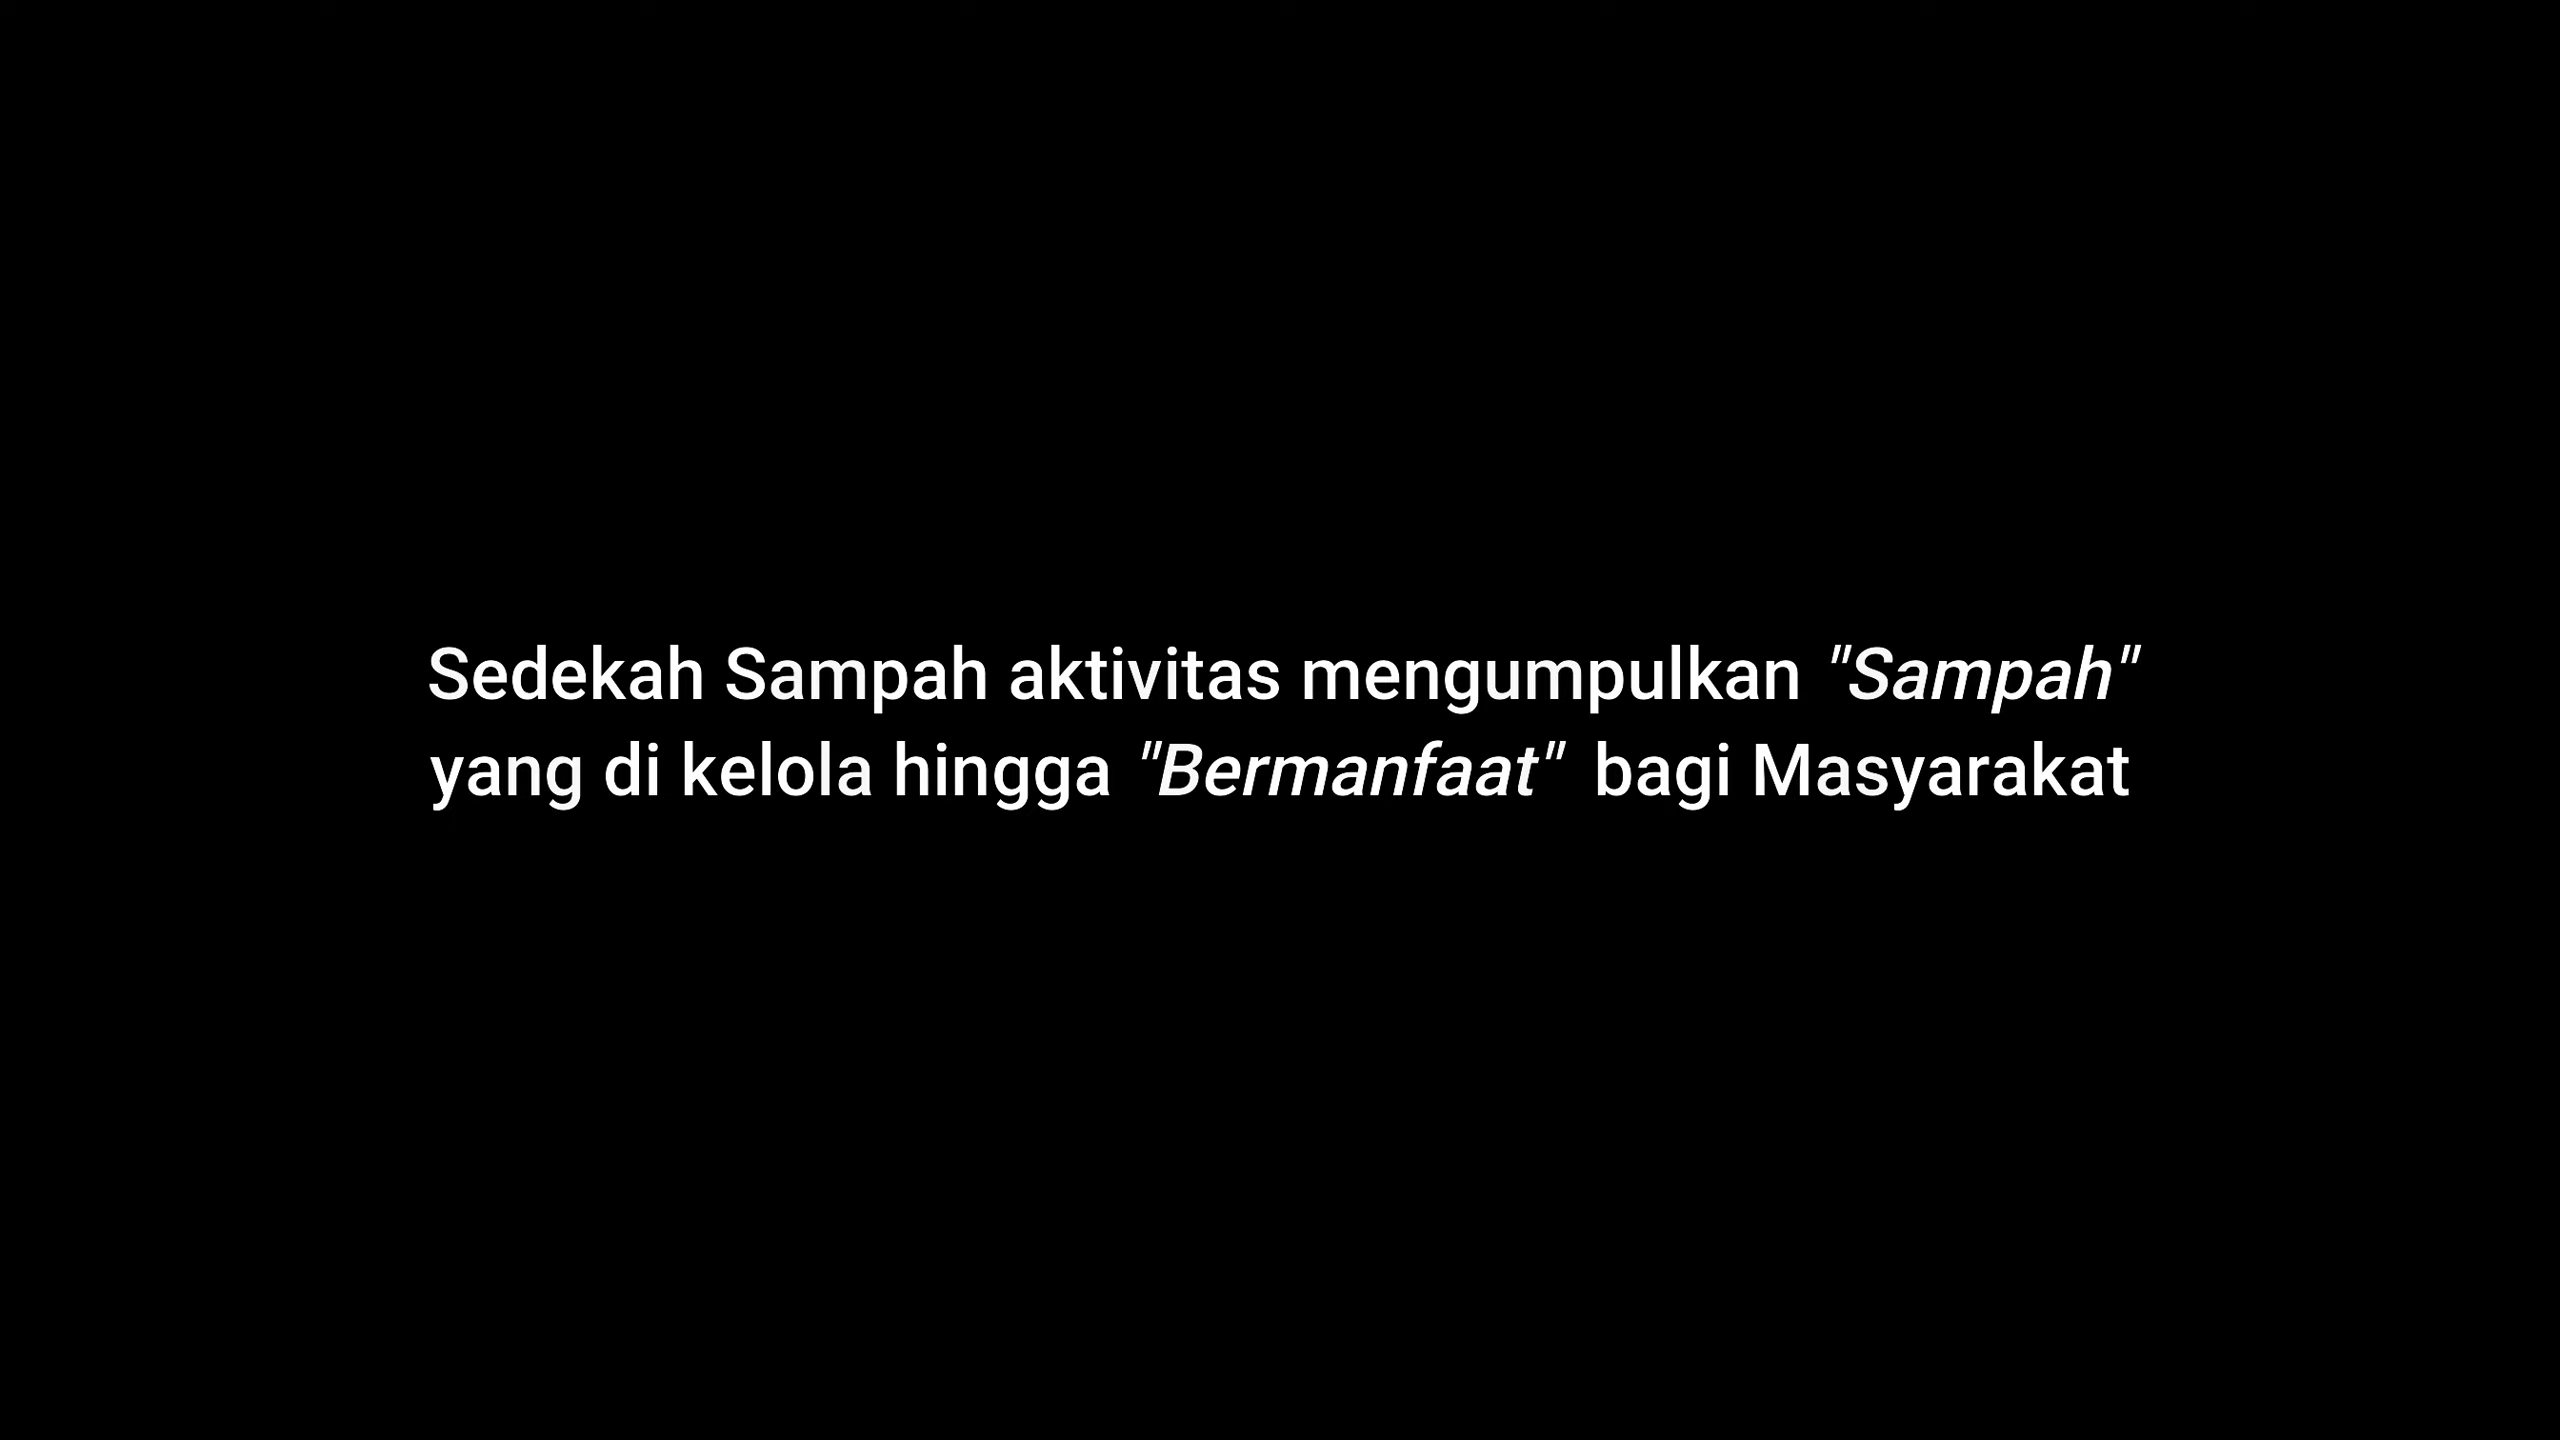 Sedekah Sampah aktivitas mengumpulkan "Sampah"
yang di kelola hingga "Bermanfaat" bagi Masyarakat